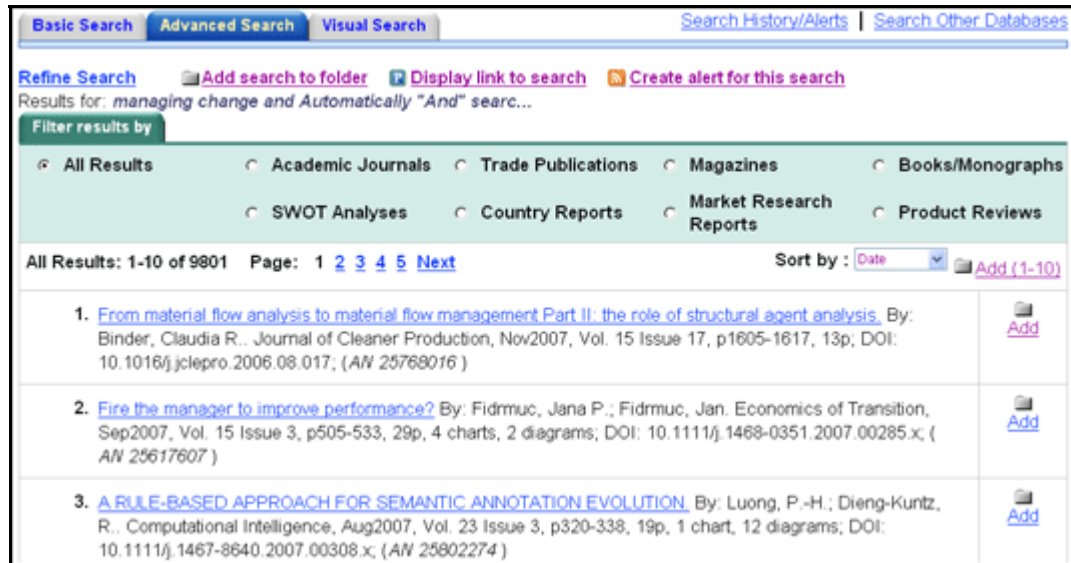 Basic Search Advanced Search Visual Search Search History/Alerts | Search Other Databases
Refine Search Add search to folder Display link to search Create alert for this search
Results for: managing change and Automatically "And" searc...
Filter results by
All Results Academic Journals Trade Publications Magazines Books/Monographs
SWOT Analyses Country Reports Market Research Reports Product Reviews
All Results: 1-10 of 9801 Page: 1 2 3 4 5 Next Sort by : Date Add (1-10)
1. From material flow analysis to material flow management Part II: the role of structural agent analysis. By:
Binder, Claudia R.. Journal of Cleaner Production, Nov2007, Vol. 15 Issue 17, p1605-1617, 13p; DOI:
10.1016/j.jclepro.2006.08.017; (AN 25768016 )
Add
2. Fire the manager to improve performance? By: Fidrmuc, Jana P.; Fidrmuc, Jan. Economics of Transition,
Sep2007, Vol. 15 Issue 3, p505-533, 29p, 4 charts, 2 diagrams; DOI: 10.1111/j.1468-0351.2007.00285.x; (
AN 25617607 )
Add
3. A RULE-BASED APPROACH FOR SEMANTIC ANNOTATION EVOLUTION. By: Luong, P.-H.; Dieng-Kuntz,
R.. Computational Intelligence, Aug2007, Vol. 23 Issue 3, p320-338, 19p, 1 chart, 12 diagrams; DOI:
10.1111/j.1467-8640.2007.00308.x; (AN 25802274 )
Add